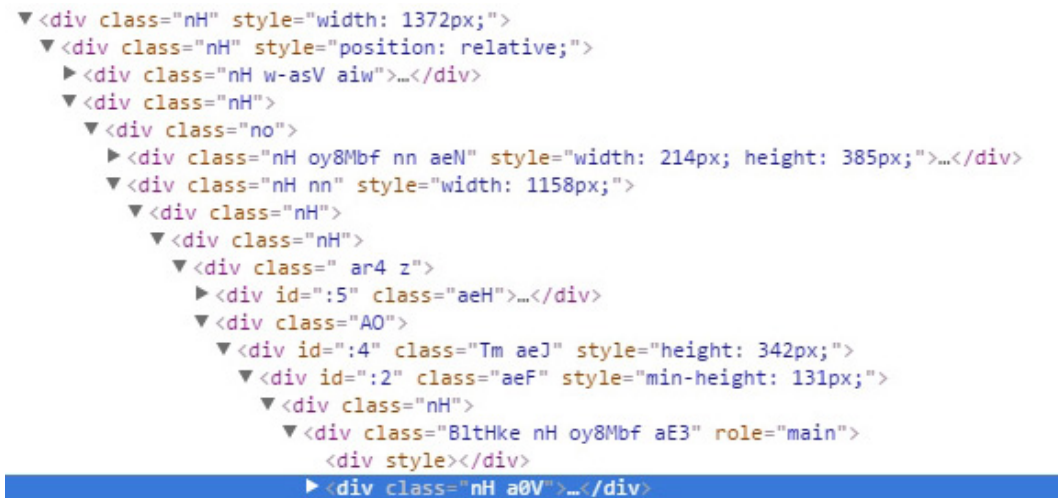 ▼<div class="nH" style="width: 1372px;">
▼<div class="nH" style="position: relative;">
▶<div class="nH w-asV aiw">…</div>
▼<div class="nH">
▼<div class="no">
▶<div class="nH oy8Mbf nn aeN" style="width: 214px; height: 385px;">…</div>
▼<div class="nH nn" style="width: 1158px;">
▼<div class="nH">
▼<div class="nH">
▼<div class=" ar4 z">
▶<div id=":5" class="aeH">…</div>
▼<div class="AO">
▼<div id=":4" class="Tm aeJ" style="height: 342px;">
▼<div id=":2" class="aeF" style="min-height: 131px;">
▼<div class="nH">
▼<div class="BltHke nH oy8Mbf aE3" role="main">
<div style></div>
▶<div class="nH a0V">…</div>